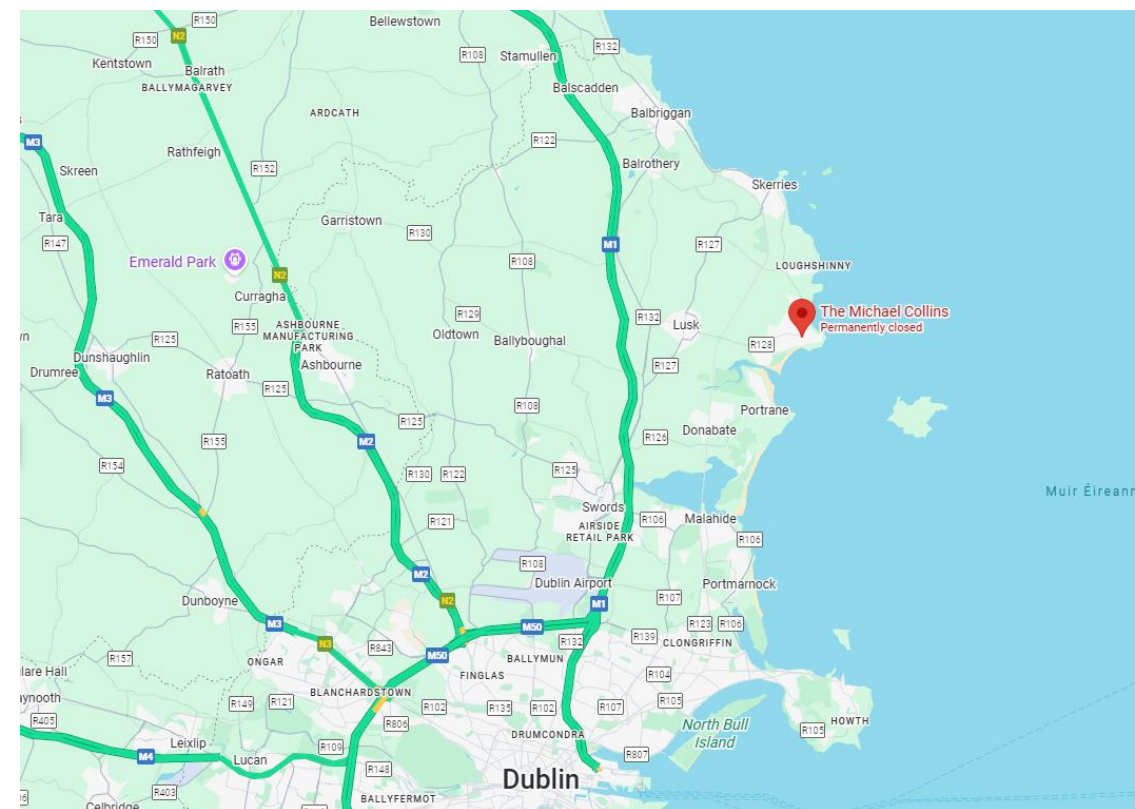 R150
Bellewstown
R150
N2
R132
R108
Stamullen
Kentstown
Balrath
BALLYMAGARVEY
Balscadden
ARDCATH
Balbriggan
M3
R122
Rathfeigh
Balrothery
Skreen
R152
Skerries
Tara
Garristown
R130
R147
M1
R127
Emerald Park
R108
LOUGHSHINNY
N2
Curragha
The Michael Collins
Permanently closed
R129
R132
Lusk
R155
ASHBOURNE
MANUFACTURING
PARK
Oldtown
Ballyboughal
R128
R125
Dunshaughlin
Drumree
Ratoath
Ashbourne
R127
R125
M3
R108
Portrane
R125
Donabate
R155
M2
R126
R154
R130
R122
R125
Muir Éireann
Swords
R121
AIRSIDE
RETAIL PARK
R106
Malahide
R106
R108
M2
Dublin Airport
Portmarnock
Dunboyne
N2
M1
R107
M3
M50
R123
R106
N3
R843
R132
R139
CLONGRIFFIN
R157
ONGAR
M50
BALLYMUN
FINGLAS
R104
BLANCHARDSTOWN
R149
R121
R102
R135
R102
R107
R105
R405
R806
HOWTH
R105
DRUMCONDRA
North Bull
Island
Leixlip
R109
M4
Lucan
R148
R807
Dublin
R403
BALLYFERMOT
Celbridge